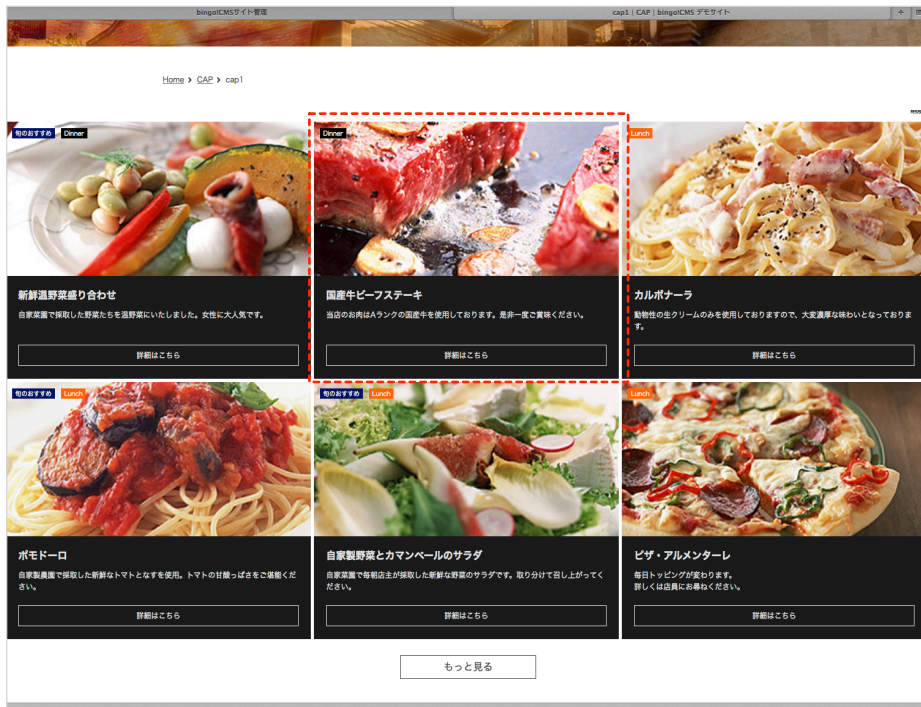 bingo!CMSサイト管理
cap1 | CAP | bingo!CMS デモサイト
Home > CAP > cap1
旬のおすすめ Dinner
新鮮温野菜盛り合わせ
自家菜園で採取した野菜たちを温野菜にいたしました。女性に大人気です。
詳細はこちら
Dinner
国産牛ビーフステーキ
当店のお肉はAランクの国産牛を使用しております。是非一度ご賞味ください。
詳細はこちら
Lunch
カルボナーラ
動物性の生クリームのみを使用しておりますので、大変濃厚な味わいとなっておりま
す。
詳細はこちら
旬のおすすめ Lunch
ポモドーロ
自家製農園で採取した新鮮なトマトとなすを使用。トマトの甘酸っぱさをご堪能くだ
さい。
詳細はこちら
旬のおすすめ Lunch
自家製野菜とカマンベールのサラダ
自家菜園で毎朝店主が採取した新鮮な野菜のサラダです。取り分けて召し上がってく
ださい。
詳細はこちら
Lunch
ピザ・アルメンターレ
毎日トッピングが変わります。
詳しくは店員にお尋ねください。
詳細はこちら
もっと見る